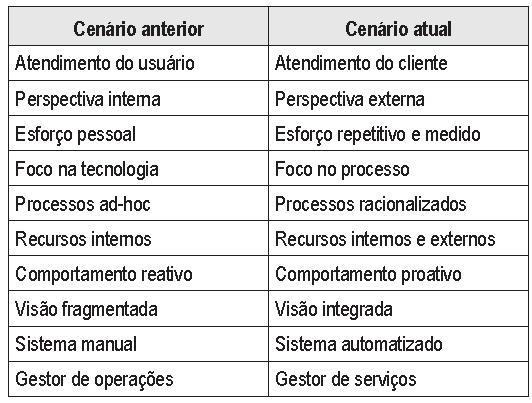 Cenário anterior Cenário atual
Atendimento do usuário Atendimento do cliente
Perspectiva interna Perspectiva externa
Esforço pessoal Esforço repetitivo e medido
Foco na tecnologia Foco no processo
Processos ad-hoc Processos racionalizados
Recursos internos Recursos internos e externos
Comportamento reativo Comportamento proativo
Visão fragmentada Visão integrada
Sistema manual Sistema automatizado
Gestor de operações Gestor de serviços